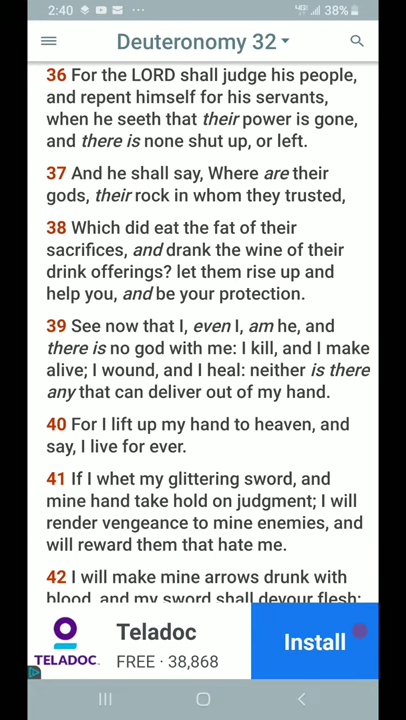 2:40 38%
Deuteronomy 32
36 For the LORD shall judge his people,
and repent himself for his servants,
when he seeth that their power is gone,
and there is none shut up, or left.
37 And he shall say, Where are their
gods, their rock in whom they trusted,
38 Which did eat the fat of their
sacrifices, and drank the wine of their
drink offerings? let them rise up and
help you, and be your protection.
39 See now that I, even I, am he, and
there is no god with me: I kill, and I make
alive; I wound, and I heal: neither is there
any that can deliver out of my hand.
40 For I lift up my hand to heaven, and
say, I live for ever.
41 If I whet my glittering sword, and
mine hand take hold on judgment; I will
render vengeance to mine enemies, and
will reward them that hate me.
42 I will make mine arrows drunk with
blood, and my sword shall devour flesh;
Teladoc
Install
TELADOC.
FREE · 38,868